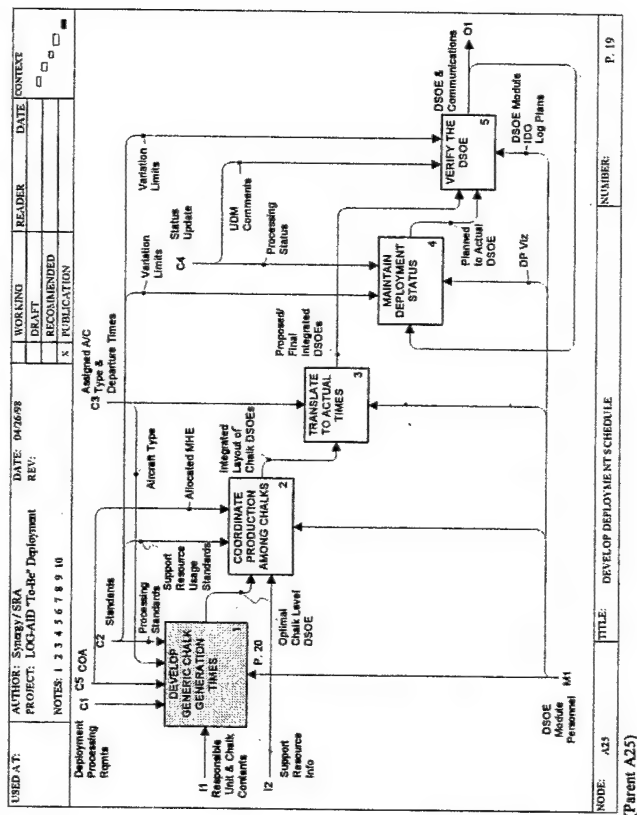 USED AT:
AUTHOR: Synergy/SRA
DATE: 04/26/98
PROJECT: LOG-AID "To-Be" Deployment
REV:
NOTES: 1 2 3 4 5 6 7 8 9 10
WORKING
DRAFT
RECOMMENDED
x PUBLICATION
READER
DATE
CONTEXT
Deployment
Processing
Rqmts
C1
C5 COA
C2 Standards
Processing
Standards
Support
Resource
Usage
Standards
Allocated MHE
Aircraft Type
Assigned A/C
C3 Type &
Departure Times
Variation
Limits
C4
Status
Update
UDM
Comments
Processing
Status
Variation
Limits
I1
Responsible
Unit & Chalk
Contents
I2
Support
Resource
Info
DEVELOP
GENERIC CHALK
GENERATION
TIMES
1
P. 20
Optimal
Chalk Level
DSOE
COORDINATE
PRODUCTION
AMONG CHALKS
2
Integrated
Layout of
Chalk DSOEs
TRANSLATE
TO ACTUAL
TIMES
3
Proposed/
Final
Integrated
DSOEs
MAINTAIN
DEPLOYMENT
STATUS
4
Planned
to Actual
DSOE
DP Viz
VERIFY THE
DSOE
5
DSOE &
Communications
O1
DSOE Module
IDO
Log Plans
DSOE
Module
Personnel
M1
NODE: A25
TITLE: DEVELOP DEPLOYMENT SCHEDULE
NUMBER:
P. 19
(Parent A25)